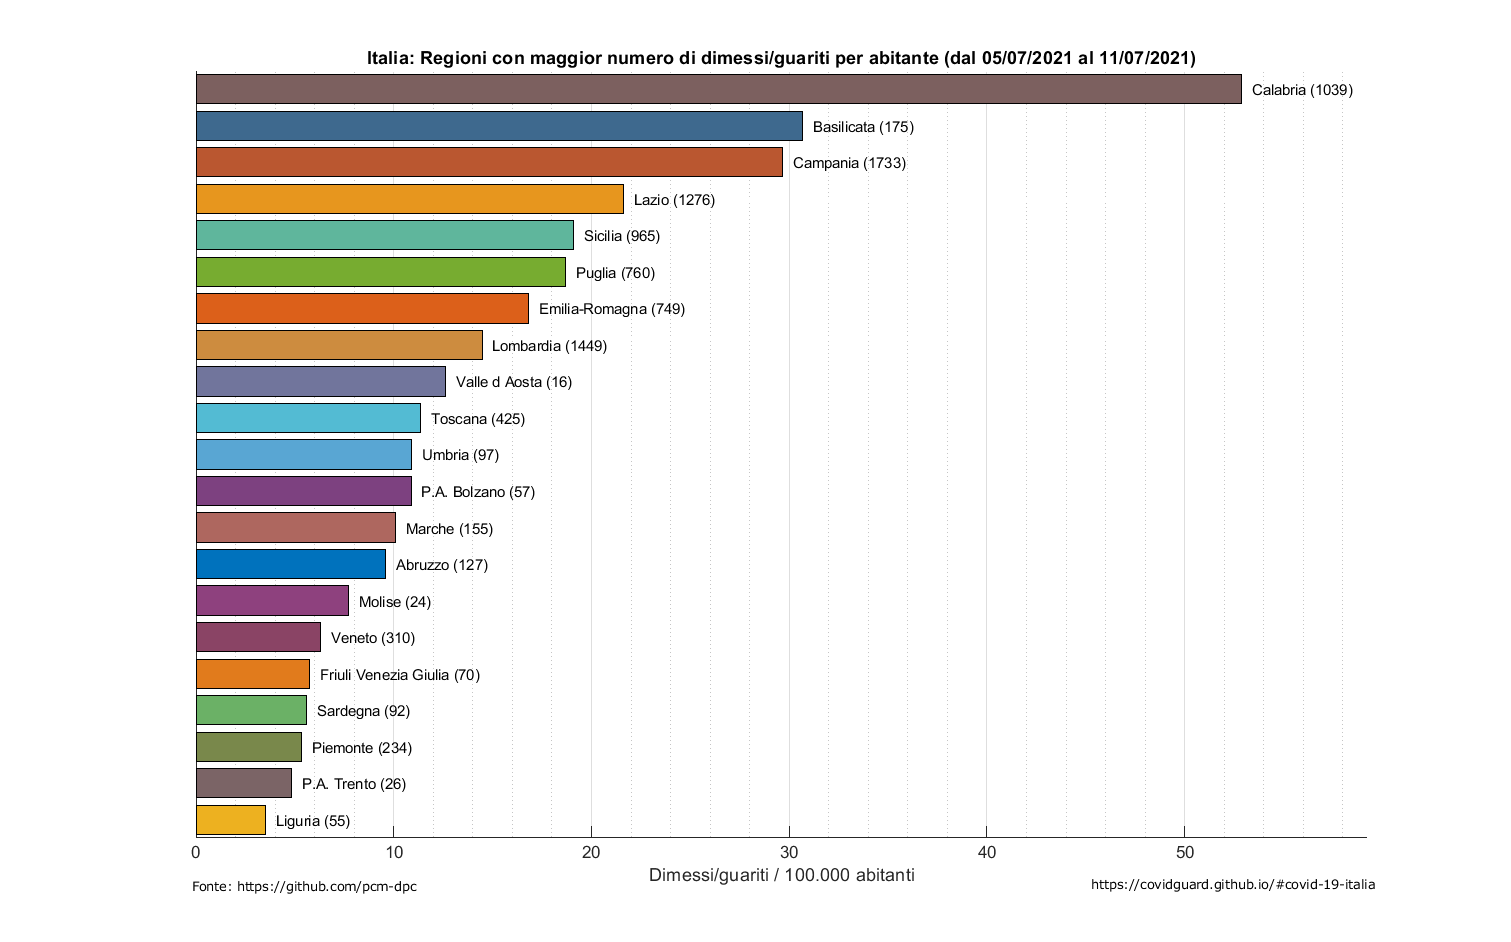 Italia: Regioni con maggior numero di dimessi/guariti per abitante (dal 05/07/2021 al 11/07/2021)
Calabria (1039)
Basilicata (175)
Campania (1733)
Lazio (1276)
Sicilia (965)
Puglia (760)
Emilia-Romagna (749)
Lombardia (1449)
Valle d Aosta (16)
Toscana (425)
Umbria (97)
P.A. Bolzano (57)
Marche (155)
Abruzzo (127)
Molise (24)
Veneto (310)
Friuli Venezia Giulia (70)
Sardegna (92)
Piemonte (234)
P.A. Trento (26)
Liguria (55)
0 10 20 30 40 50
Dimessi/guariti / 100.000 abitanti
Fonte: https://github.com/pcm-dpc
https://covidguard.github.io/#covid-19-italia